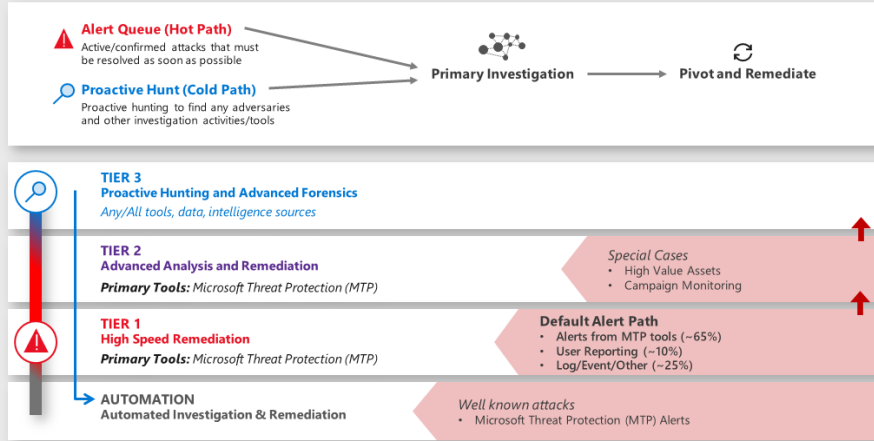 Alert Queue (Hot Path)
Active/confirmed attacks that must
be resolved as soon as possible
Proactive Hunt (Cold Path)
Proactive hunting to find any adversaries
and other investigation activities/tools
Primary Investigation
Pivot and Remediate
TIER 3
Proactive Hunting and Advanced Forensics
Any/All tools, data, intelligence sources
TIER 2
Advanced Analysis and Remediation
Primary Tools: Microsoft Threat Protection (MTP)
Special Cases
• High Value Assets
• Campaign Monitoring
TIER 1
High Speed Remediation
Primary Tools: Microsoft Threat Protection (MTP)
Default Alert Path
• Alerts from MTP tools (~65%)
• User Reporting (~10%)
• Log/Event/Other (~25%)
AUTOMATION
Automated Investigation & Remediation
Well known attacks
• Microsoft Threat Protection (MTP) Alerts